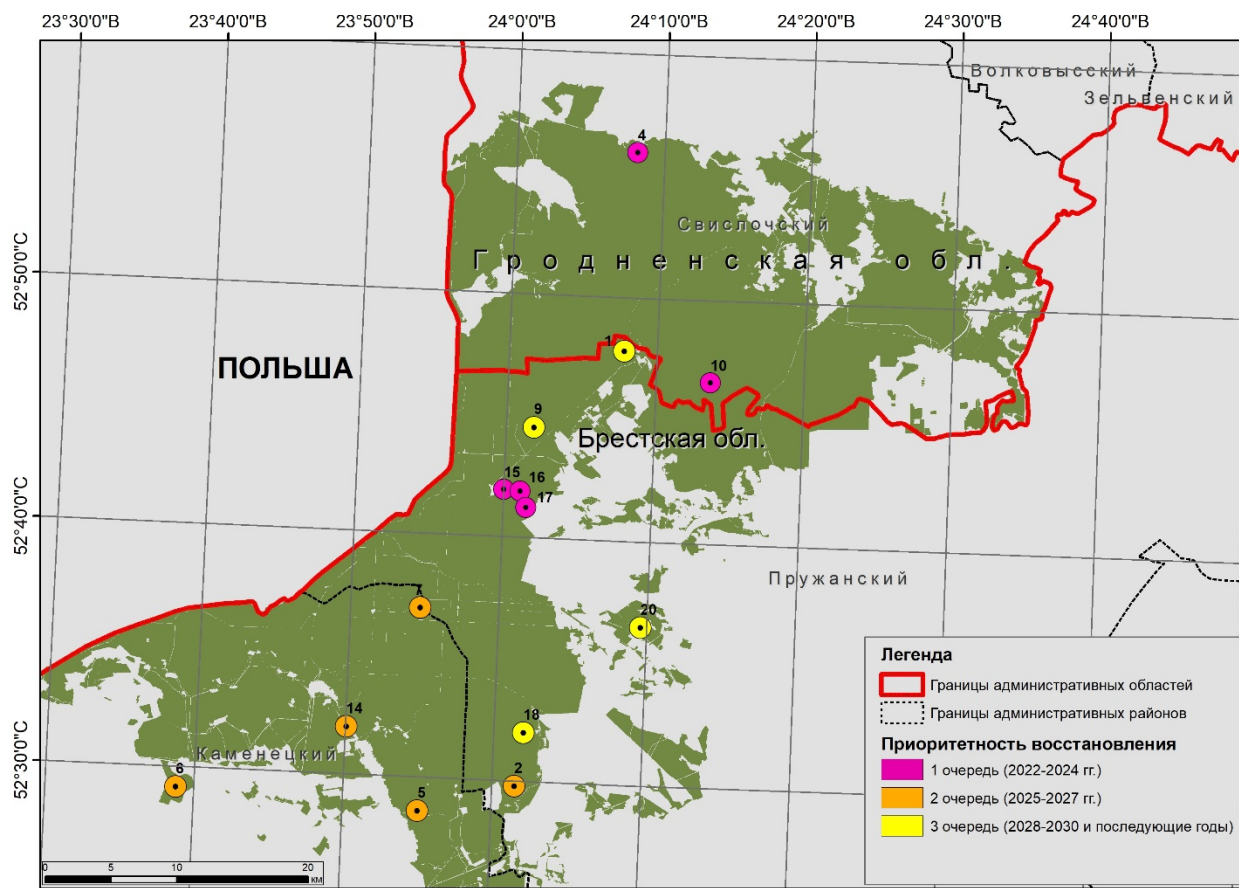 23°30'0"В 23°40'0"В 23°50'0"В 24°0'0"В 24°10'0"В 24°20'0"В 24°30'0"В 24°40'0"В
Волковысский
Зельвенский
4
Свислочский
Гродненская обл.
52°50'0"С
1
ПОЛЬША
10
9
Брестская обл.
15 16
17
52°40'0"С
Пружанский
20
14
18
Каменецкий
52°30'0"С
6
2
5
Легенда
Границы административных областей
Границы административных районов
Приоритетность восстановления
1 очередь (2022-2024 гг.)
2 очередь (2025-2027 гг.)
3 очередь (2028-2030 и последующие годы)
0 5 10 20
км